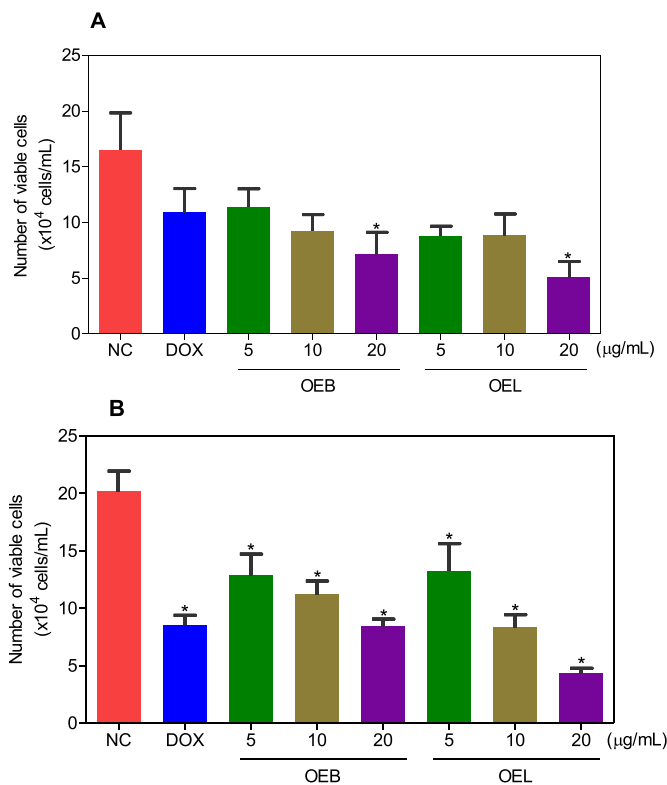 A
Number of viable cells
(x10⁴ cells/mL)
25
20
15
10
5
0
* *
NC DOX 5 10 20 5 10 20 (μg/mL)
OEB OEL
B
Number of viable cells
(x10⁴ cells/mL)
25
20
15
10
5
0
* * * * * * *
NC DOX 5 10 20 5 10 20 (μg/mL)
OEB OEL